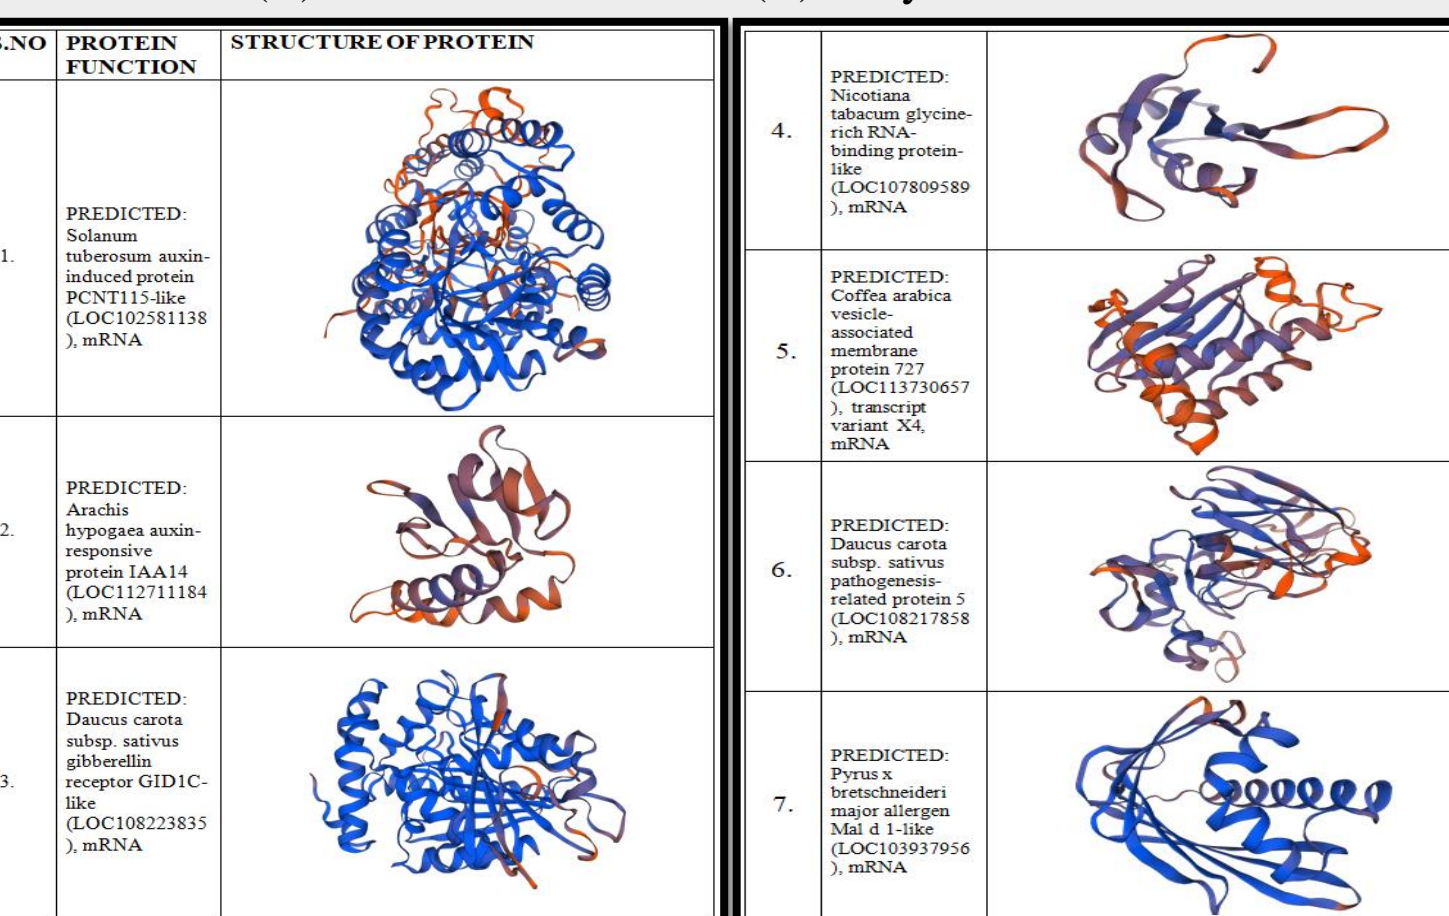 S.NO PROTEIN FUNCTION STRUCTURE OF PROTEIN
1.
PREDICTED:
Solanum
tuberosum auxin-
induced protein
PCNT115-like
(LOC102581138
), mRNA
2.
PREDICTED:
Arachis
hypogaea auxin-
responsive
protein IAA14
(LOC112711184
), mRNA
3.
PREDICTED:
Daucus carota
subsp. sativus
gibberellin
receptor GID1C-
like
(LOC108223835
), mRNA
4.
PREDICTED:
Nicotiana
tabacum glycine-
rich RNA-
binding protein-
like
(LOC107809589
), mRNA
5.
PREDICTED:
Coffea arabica
vesicle-
associated
membrane
protein 727
(LOC113730657
), transcript
variant X4,
mRNA
6.
PREDICTED:
Daucus carota
subsp. sativus
pathogenesis-
related protein 5
(LOC108217858
), mRNA
7.
PREDICTED:
Pyrus x
bretschneideri
major allergen
Mal d 1-like
(LOC103937956
), mRNA